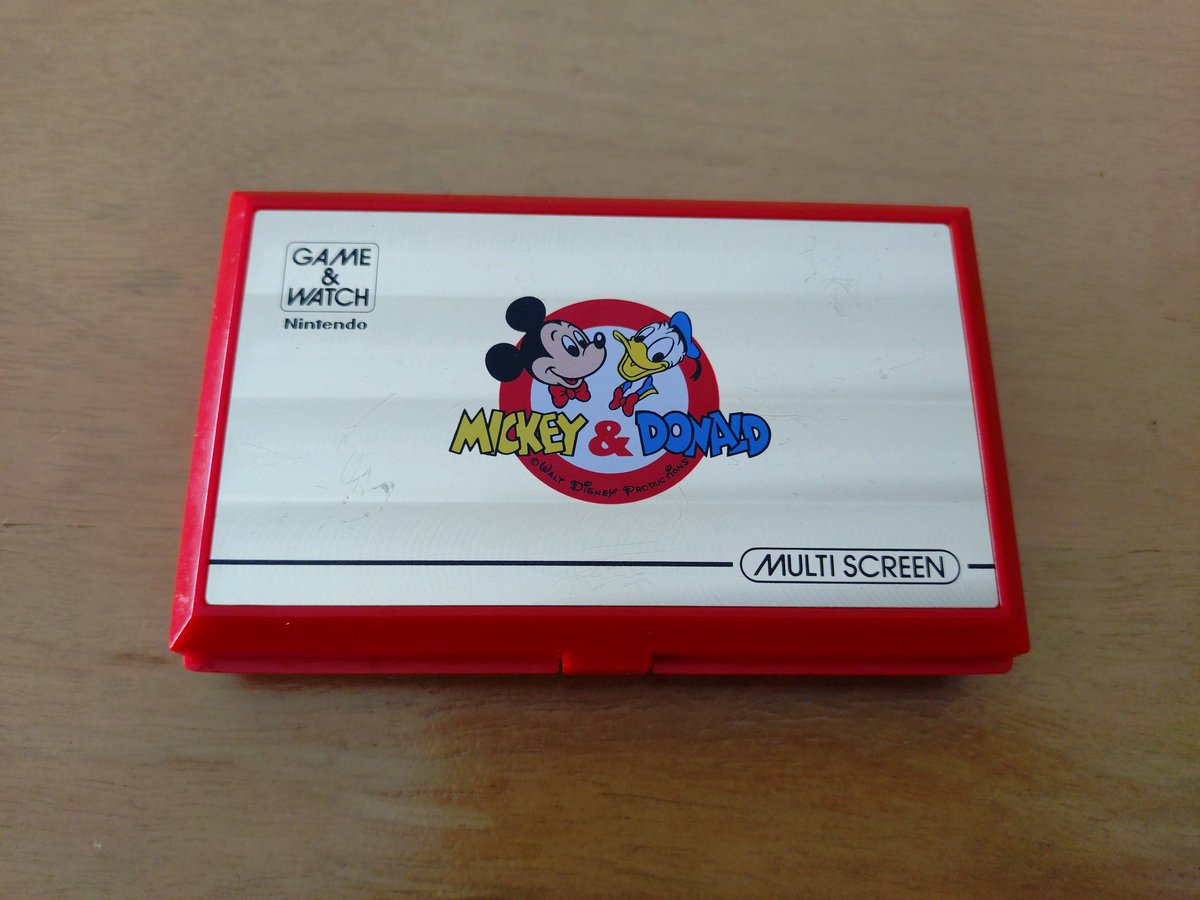 GAME
&
WATCH
Nintendo
MICKEY & DONALD
©WALT DISNEY PRODUCTIONS
MULTI SCREEN